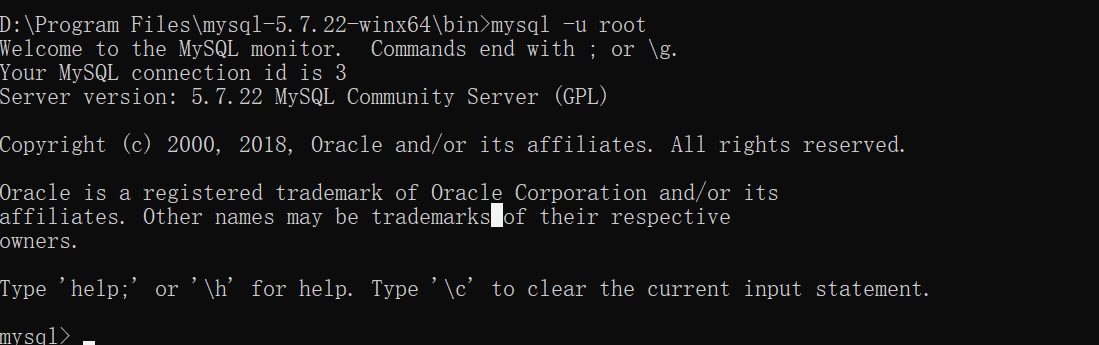 D:\Program Files\mysql-5.7.22-winx64\bin>mysql -u root
Welcome to the MySQL monitor.  Commands end with ; or \g.
Your MySQL connection id is 3
Server version: 5.7.22 MySQL Community Server (GPL)
Copyright (c) 2000, 2018, Oracle and/or its affiliates. All rights reserved.
Oracle is a registered trademark of Oracle Corporation and/or its
affiliates. Other names may be trademarks of their respective
owners.
Type 'help;' or '\h' for help. Type '\c' to clear the current input statement.
mysql>